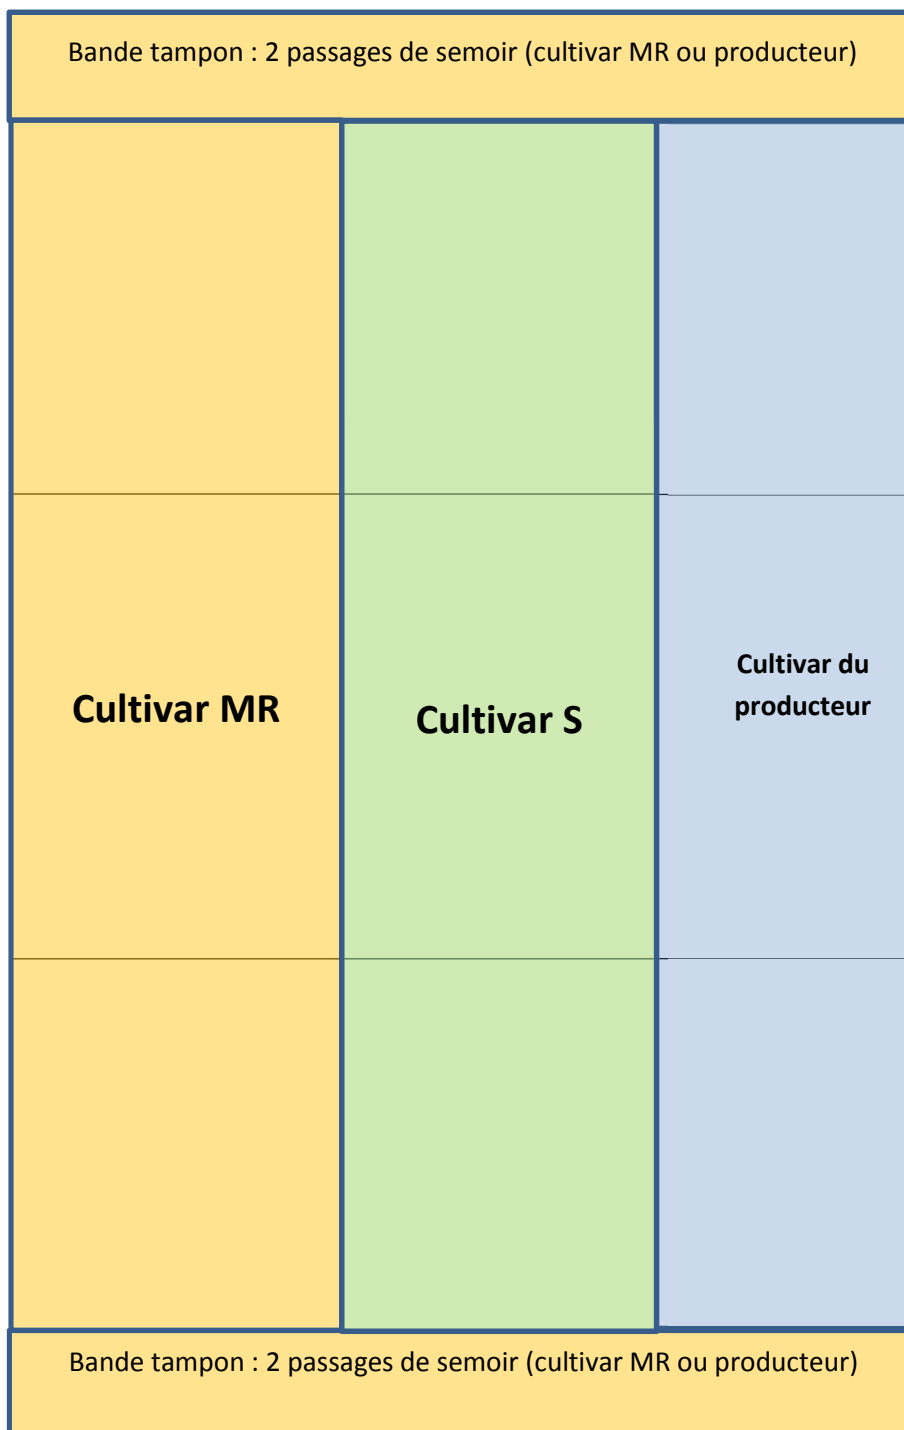 Bande tampon : 2 passages de semoir (cultivar MR ou producteur)
Cultivar MR
Cultivar S
Cultivar du
producteur
Bande tampon : 2 passages de semoir (cultivar MR ou producteur)